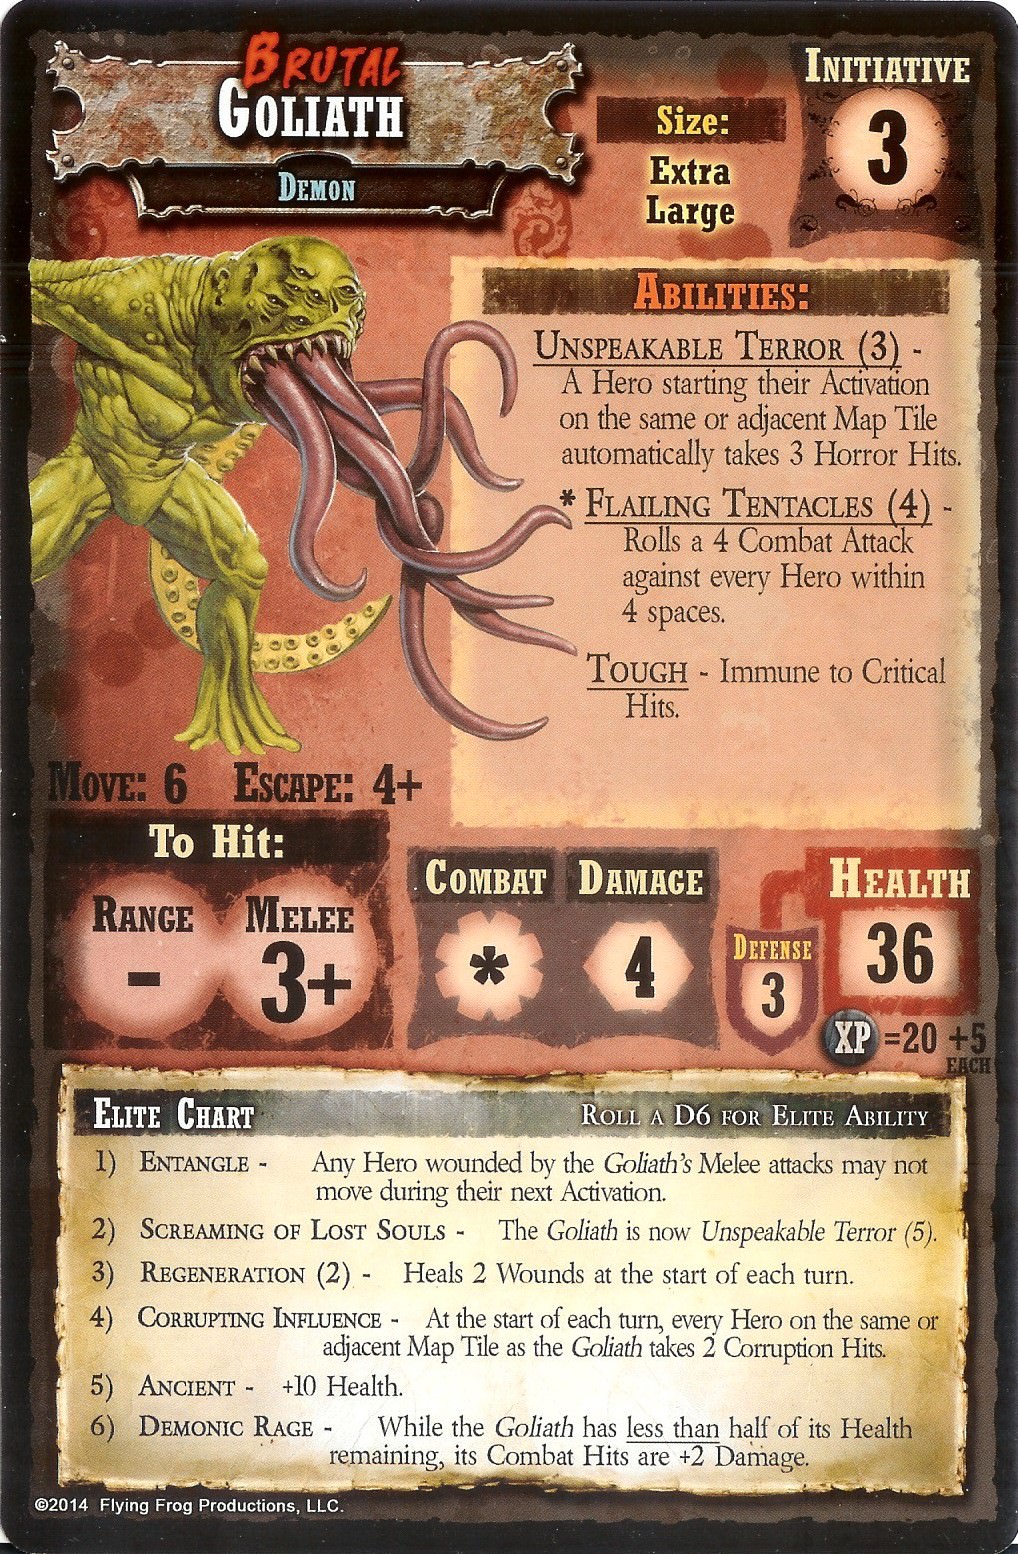 BRUTAL
GOLIATH
DEMON
Size:
Extra
Large
INITIATIVE
3
ABILITIES:
UNSPEAKABLE TERROR (3) -
A Hero starting their Activation
on the same or adjacent Map Tile
automatically takes 3 Horror Hits.
* FLAILING TENTACLES (4) -
Rolls a 4 Combat Attack
against every Hero within
4 spaces.
TOUGH - Immune to Critical
Hits.
MOVE: 6 ESCAPE: 4+
To Hit:
RANGE MELEE
- 3+
COMBAT DAMAGE
* 4
DEFENSE
3
HEALTH
36
XP =20 +5
EACH
ELITE CHART ROLL A D6 FOR ELITE ABILITY
1) ENTANGLE - Any Hero wounded by the Goliath's Melee attacks may not
move during their next Activation.
2) SCREAMING OF LOST SOULS - The Goliath is now Unspeakable Terror (5).
3) REGENERATION (2) - Heals 2 Wounds at the start of each turn.
4) CORRUPTING INFLUENCE - At the start of each turn, every Hero on the same or
adjacent Map Tile as the Goliath takes 2 Corruption Hits.
5) ANCIENT - +10 Health.
6) DEMONIC RAGE - While the Goliath has less than half of its Health
remaining, its Combat Hits are +2 Damage.
©2014 Flying Frog Productions, LLC.